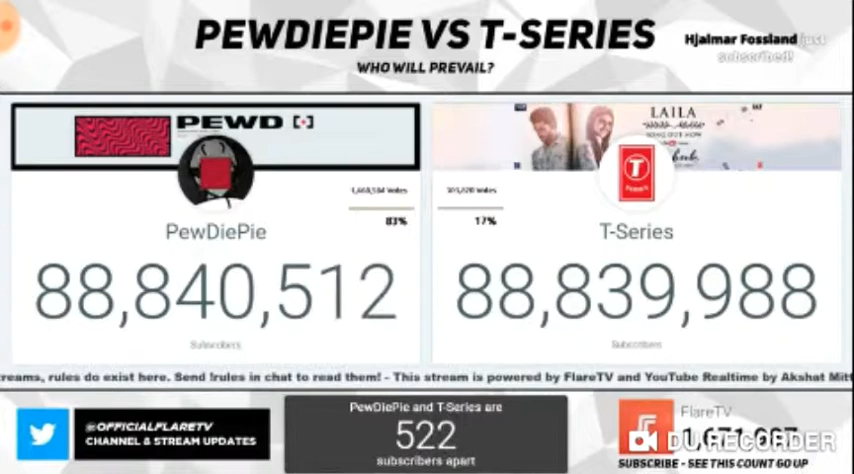 PEWDIEPIE VS T-SERIES
WHO WILL PREVAIL?
Hjalmar Fossland just
subscribed!
PEWD
LAILA
83%
17%
PewDiePie
T-Series
88,840,512
88,839,988
Subscribers
Subscribers
reams, rules do exist here. Send !rules in chat to read them! - This stream is powered by FlareTV and YouTube Realtime by Akshat Mitt
@OFFICIALFLARETV
CHANNEL & STREAM UPDATES
PewDiePie and T-Series are
522
subscribers apart
FlareTV
DU RECORDER
SUBSCRIBE - SEE THIS COUNT GO UP